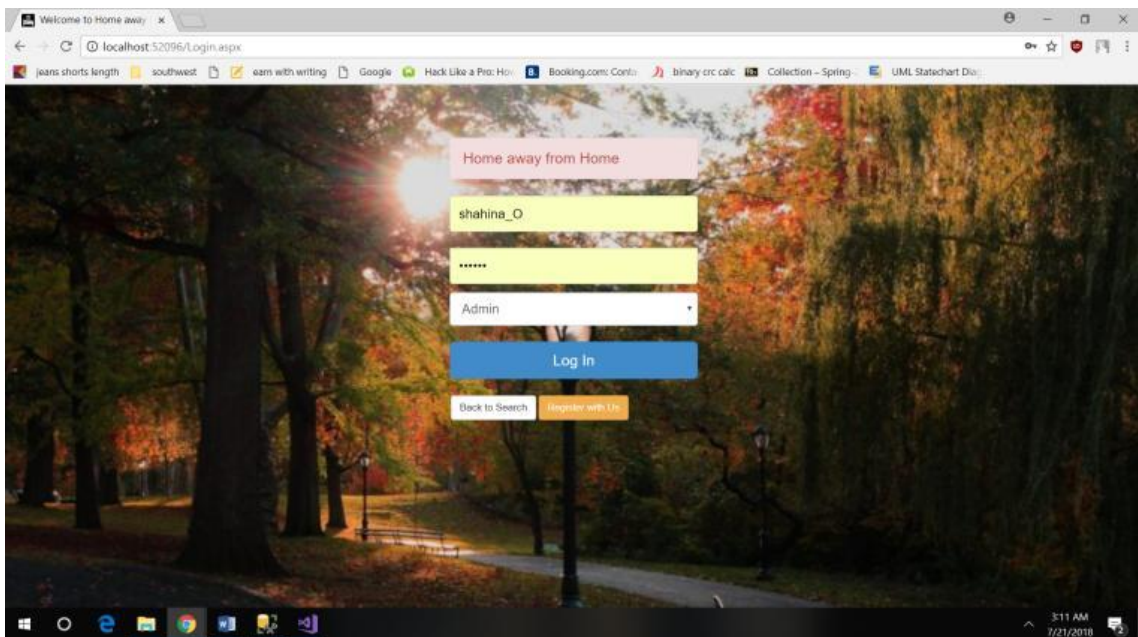 Welcome to Home away
localhost:52096/Login.aspx
jeans shorts length
southwest
earn with writing
Google
Hack Like a Pro: Ho
Booking.com: Conta
binary crc calc
Collection – Spring
UML Statechart Dia
Home away from Home
shahina_O
••••••
Admin
Log In
Back to Search
Register with Us
3:11 AM
7/21/2018